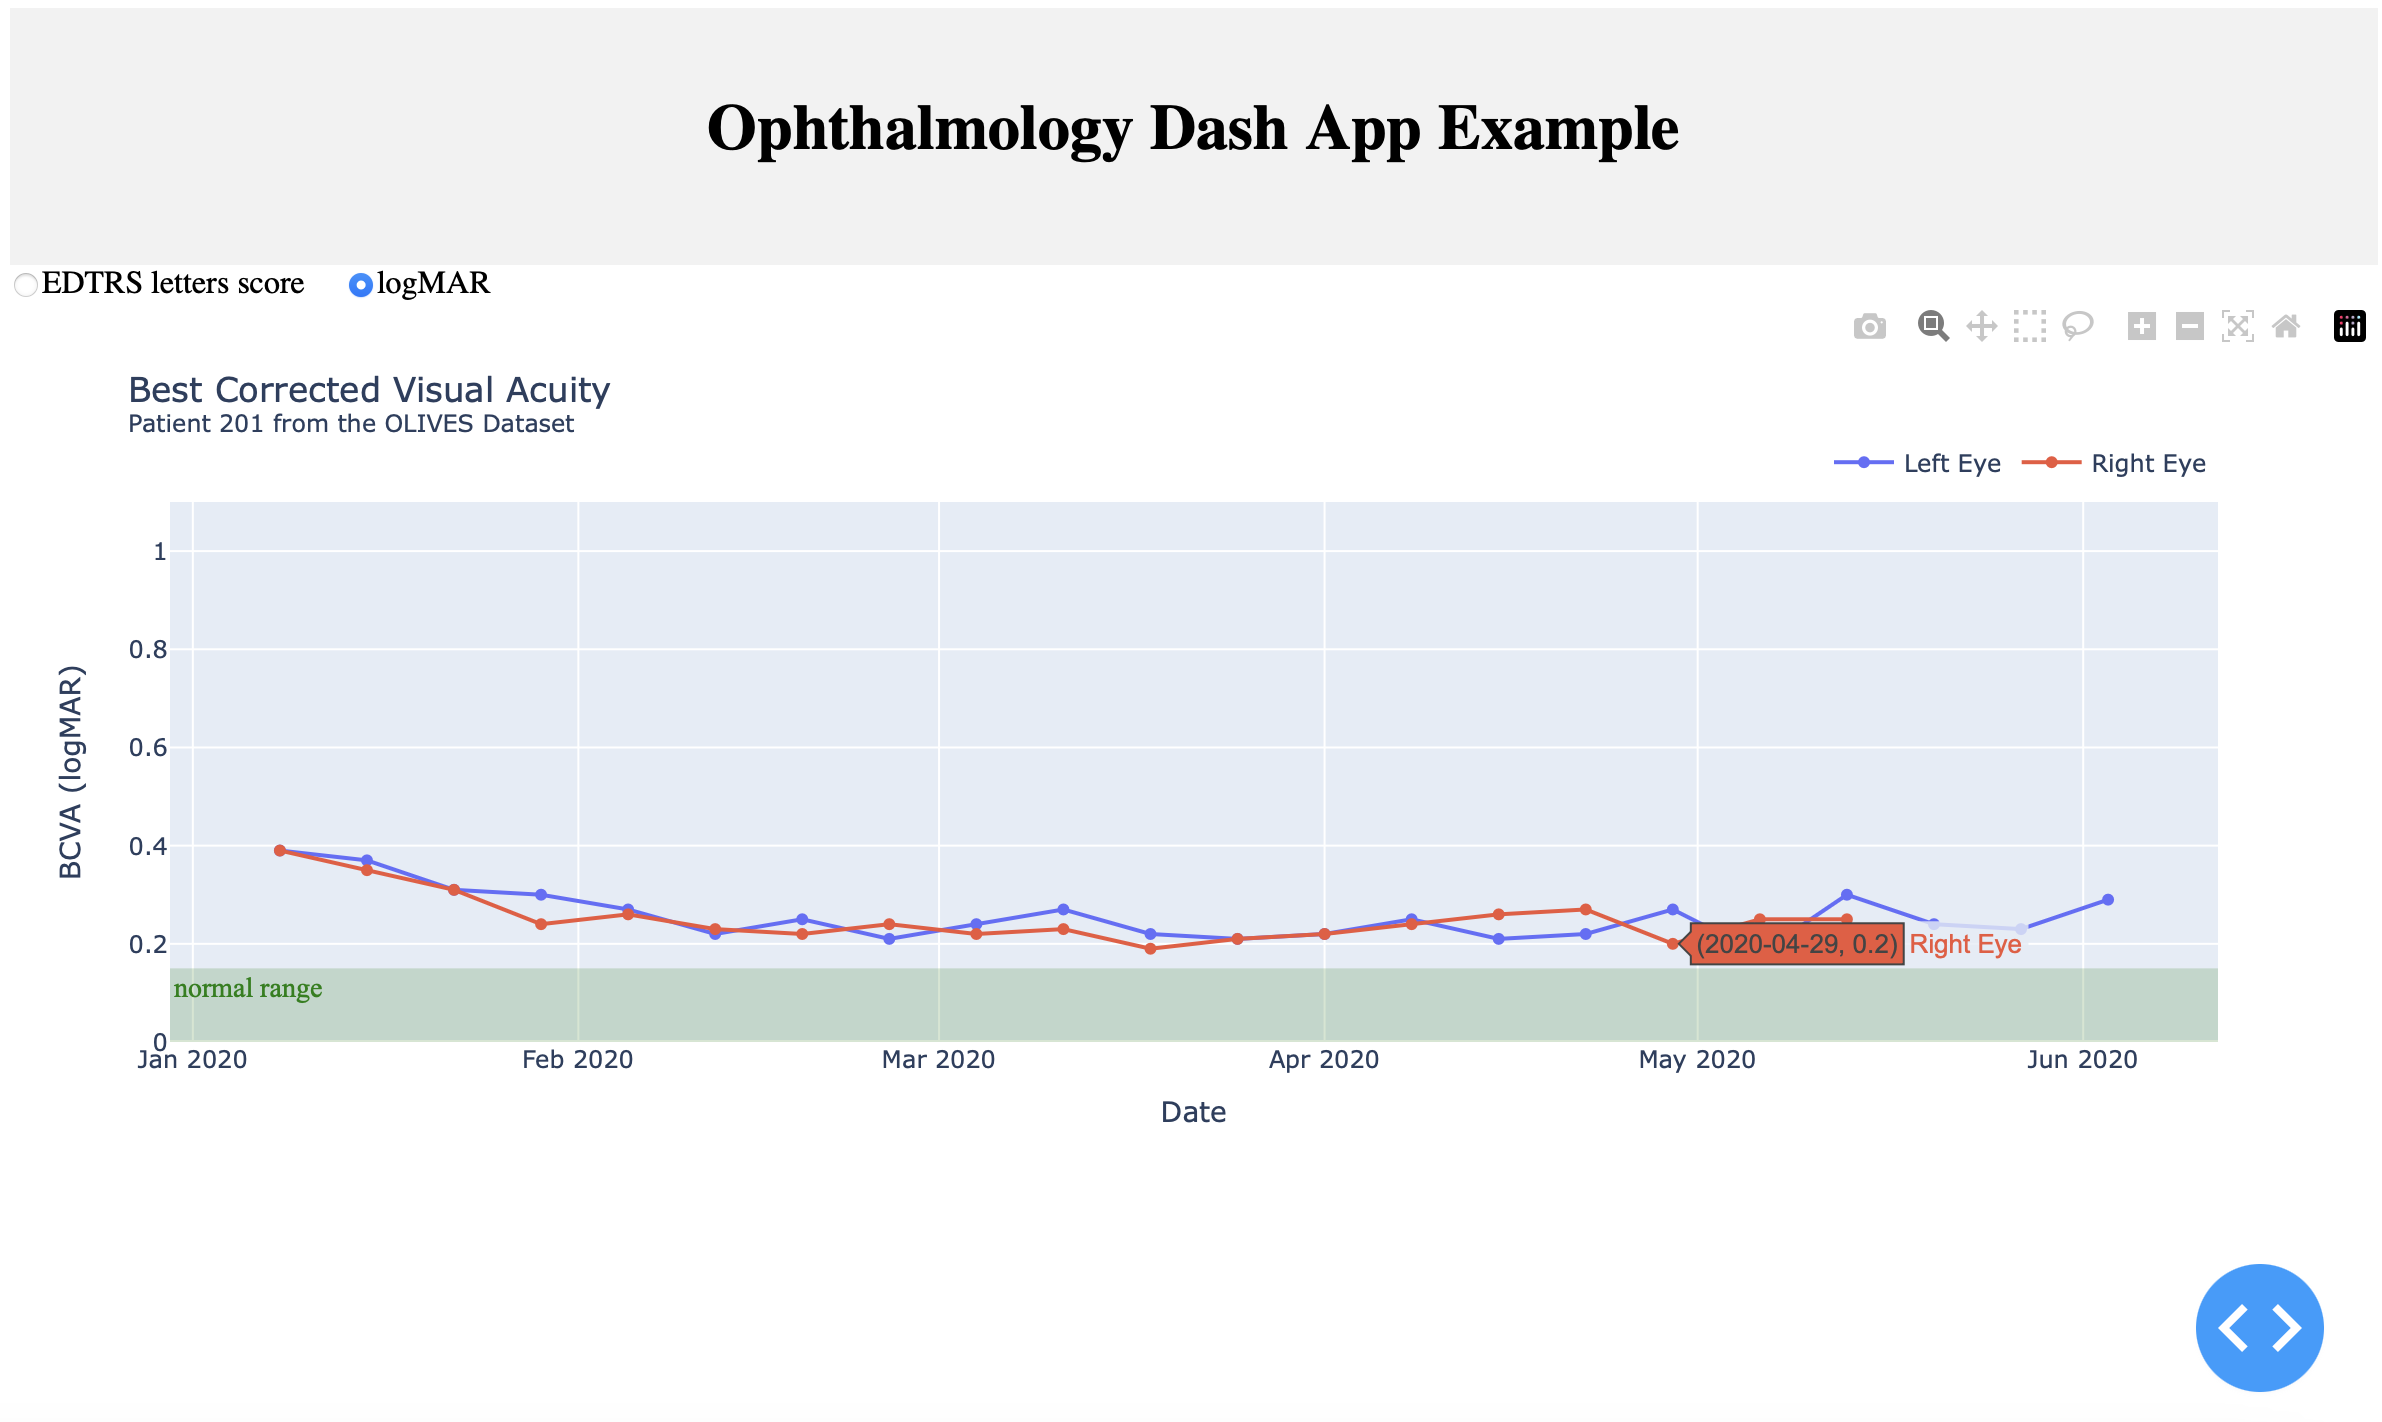 Ophthalmology Dash App Example
EDTRS letters score logMAR
Best Corrected Visual Acuity
Patient 201 from the OLIVES Dataset
Left Eye Right Eye
BCVA (logMAR)
1
0.8
0.6
0.4
0.2
0
(2020-04-29, 0.2) Right Eye
normal range
Jan 2020 Feb 2020 Mar 2020 Apr 2020 May 2020 Jun 2020
Date